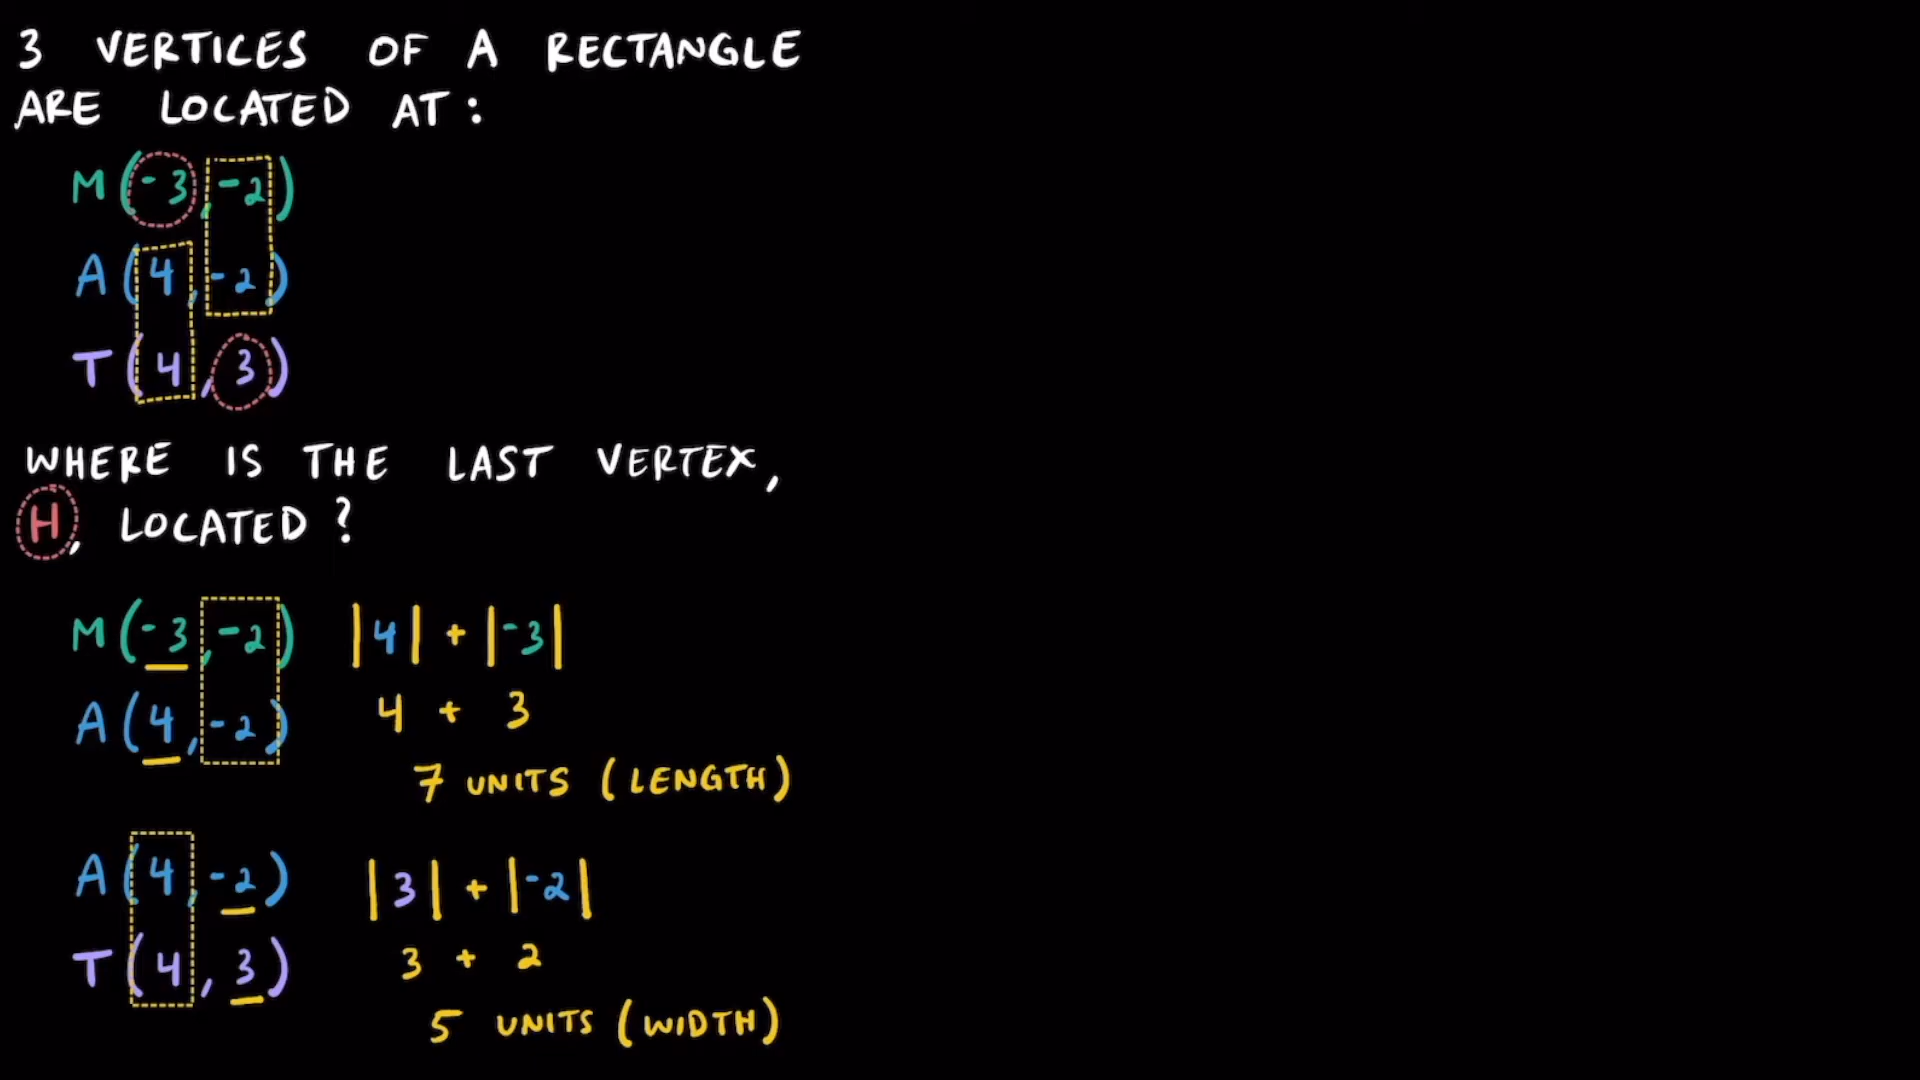 3 VERTICES OF A RECTANGLE
ARE LOCATED AT:
M(-3,-2)
A(4,-2)
T(4,3)
WHERE IS THE LAST VERTEX,
H, LOCATED?
M(-3,-2) |4| + |-3|
4 + 3
A(4,-2)
7 UNITS (LENGTH)
A(4,-2) |3| + |-2|
3 + 2
T(4,3)
5 UNITS (WIDTH)